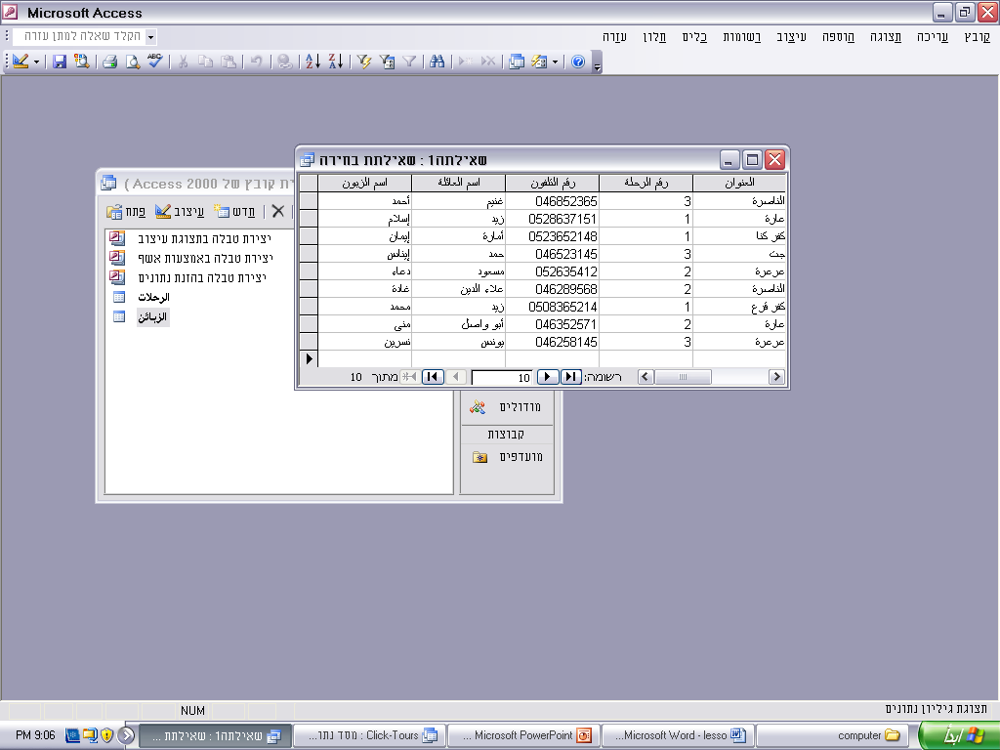 Microsoft Access
קובץ עריכה תצוגה הוספה עיצוב רשומות כלים חלון עזרה
הקלד שאלה למתן עזרה
שאילתה1 : שאילתת בחירה
اسم الزبون اسم العائلة رقم التلفون رقم الرحلة العنوان
أحمد غنيم 046852365 3 الناصرة
إسلام زيد 0528637151 1 عارة
إيمان أمارة 0523652148 1 كفر كنا
إيناس حمد 046523145 3 جت
دعاء مسعود 052635412 2 عرعرة
غادة علاء الدين 046289568 2 الناصرة
محمد زيد 0508365214 1 كفر قرع
منى أبو واصل 046352571 2 عارة
نسرين يونس 046258145 3 عرعرة
רשומה: 10 מתוך 10
ית קובץ של Access 2000 )
פתח עיצוב חדש
יצירת טבלה בתצוגת עיצוב
יצירת טבלה באמצעות אשף
יצירת טבלה בהזנת נתונים
الرحلات
الزبائن
מודולים
קבוצות
מועדפים
תצוגת גיליון נתונים
NUM
ابدأ
computer
Microsoft Word - lesso...
Microsoft PowerPoint ...
Click-Tours : מסד נתו...
שאילתה1 : שאילתת ...
PM 9:06